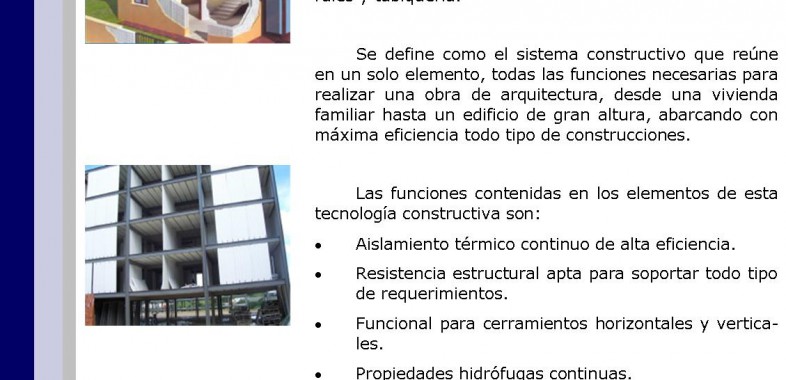 rales y tabiquería.
Se define como el sistema constructivo que reúne
en un solo elemento, todas las funciones necesarias para
realizar una obra de arquitectura, desde una vivienda
familiar hasta un edificio de gran altura, abarcando con
máxima eficiencia todo tipo de construcciones.
Las funciones contenidas en los elementos de esta
tecnología constructiva son:
• Aislamiento térmico continuo de alta eficiencia.
• Resistencia estructural apta para soportar todo tipo
de requerimientos.
• Funcional para cerramientos horizontales y vertica-
les.
• Propiedades hidrófugas continuas.